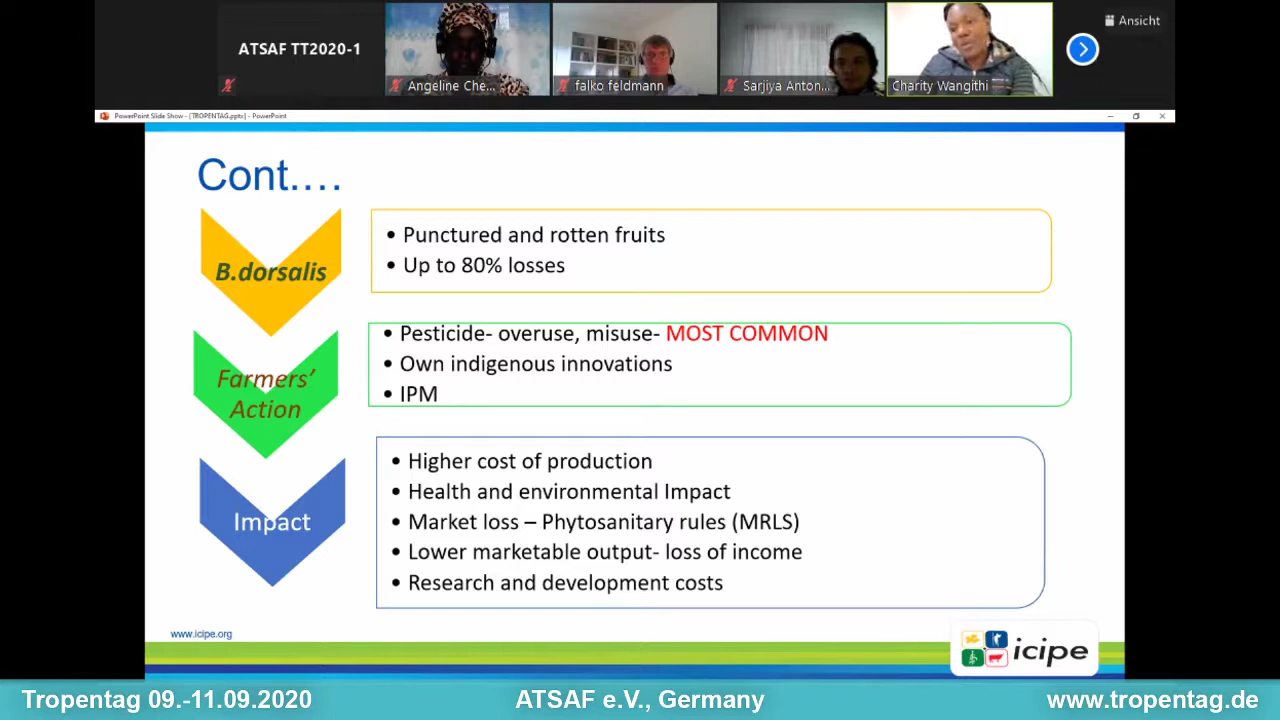 ATSAF TT2020-1
Angeline Che...
falko feldmann
Sarjiya Anton...
Charity Wangithi
Ansicht
PowerPoint Slide Show - [TROPENTAG.pptx] - PowerPoint
Cont.…
B.dorsalis
• Punctured and rotten fruits
• Up to 80% losses
Farmers’
Action
• Pesticide- overuse, misuse- MOST COMMON
• Own indigenous innovations
• IPM
Impact
• Higher cost of production
• Health and environmental Impact
• Market loss – Phytosanitary rules (MRLS)
• Lower marketable output- loss of income
• Research and development costs
www.icipe.org
icipe
Tropentag 09.-11.09.2020
ATSAF e.V., Germany
www.tropentag.de